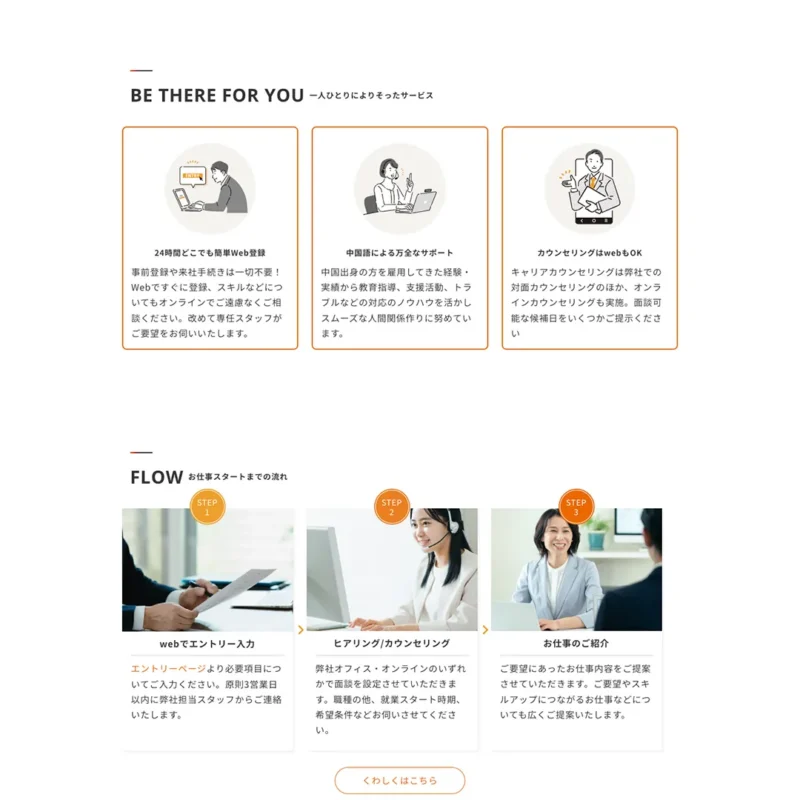 BE THERE FOR YOU 一人ひとりによりそったサービス
ENTRY
24時間どこでも簡単Web登録
事前登録や来社手続きは一切不要！
Webですぐに登録、スキルなどにつ
いてもオンラインでご遠慮なくご相
談ください。改めて専任スタッフが
ご要望をお伺いいたします。
中国語による万全なサポート
中国出身の方を雇用してきた経験・
実績から教育指導、支援活動、トラ
ブルなどの対応のノウハウを活かし
スムーズな人間関係作りに努めてい
ます。
カウンセリングはwebもOK
キャリアカウンセリングは弊社での
対面カウンセリングのほか、オンラ
インカウンセリングも実施。面談可
能な候補日をいくつかご提示くださ
い
FLOW お仕事スタートまでの流れ
STEP
1
webでエントリー入力
エントリーページより必要項目につ
いてご入力ください。原則3営業日
以内に弊社担当スタッフからご連絡
いたします。
STEP
2
ヒアリング/カウンセリング
弊社オフィス・オンラインのいずれ
かで面談を設定させていただきま
す。職種の他、就業スタート時期、
希望条件などお伺いさせてくださ
い。
STEP
3
お仕事のご紹介
ご要望にあったお仕事内容をご提案
させていただきます。ご要望やスキ
ルアップにつながるお仕事などにつ
いても広くご提案いたします。
くわしくはこちら